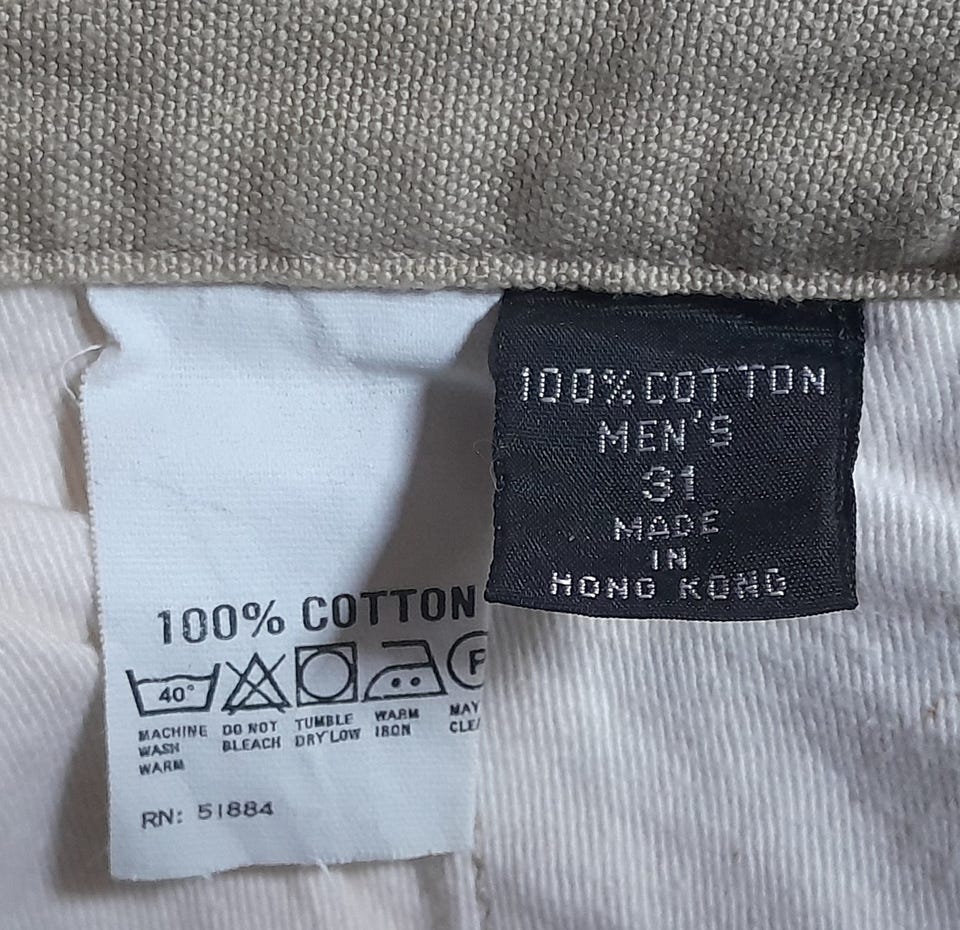 100% COTTON
MEN'S
31
MADE
IN
HONG KONG
100% COTTON
40°
MACHINE
WASH
WARM
DO NOT
BLEACH
TUMBLE
DRY LOW
WARM
IRON
MAY
RN: 51884